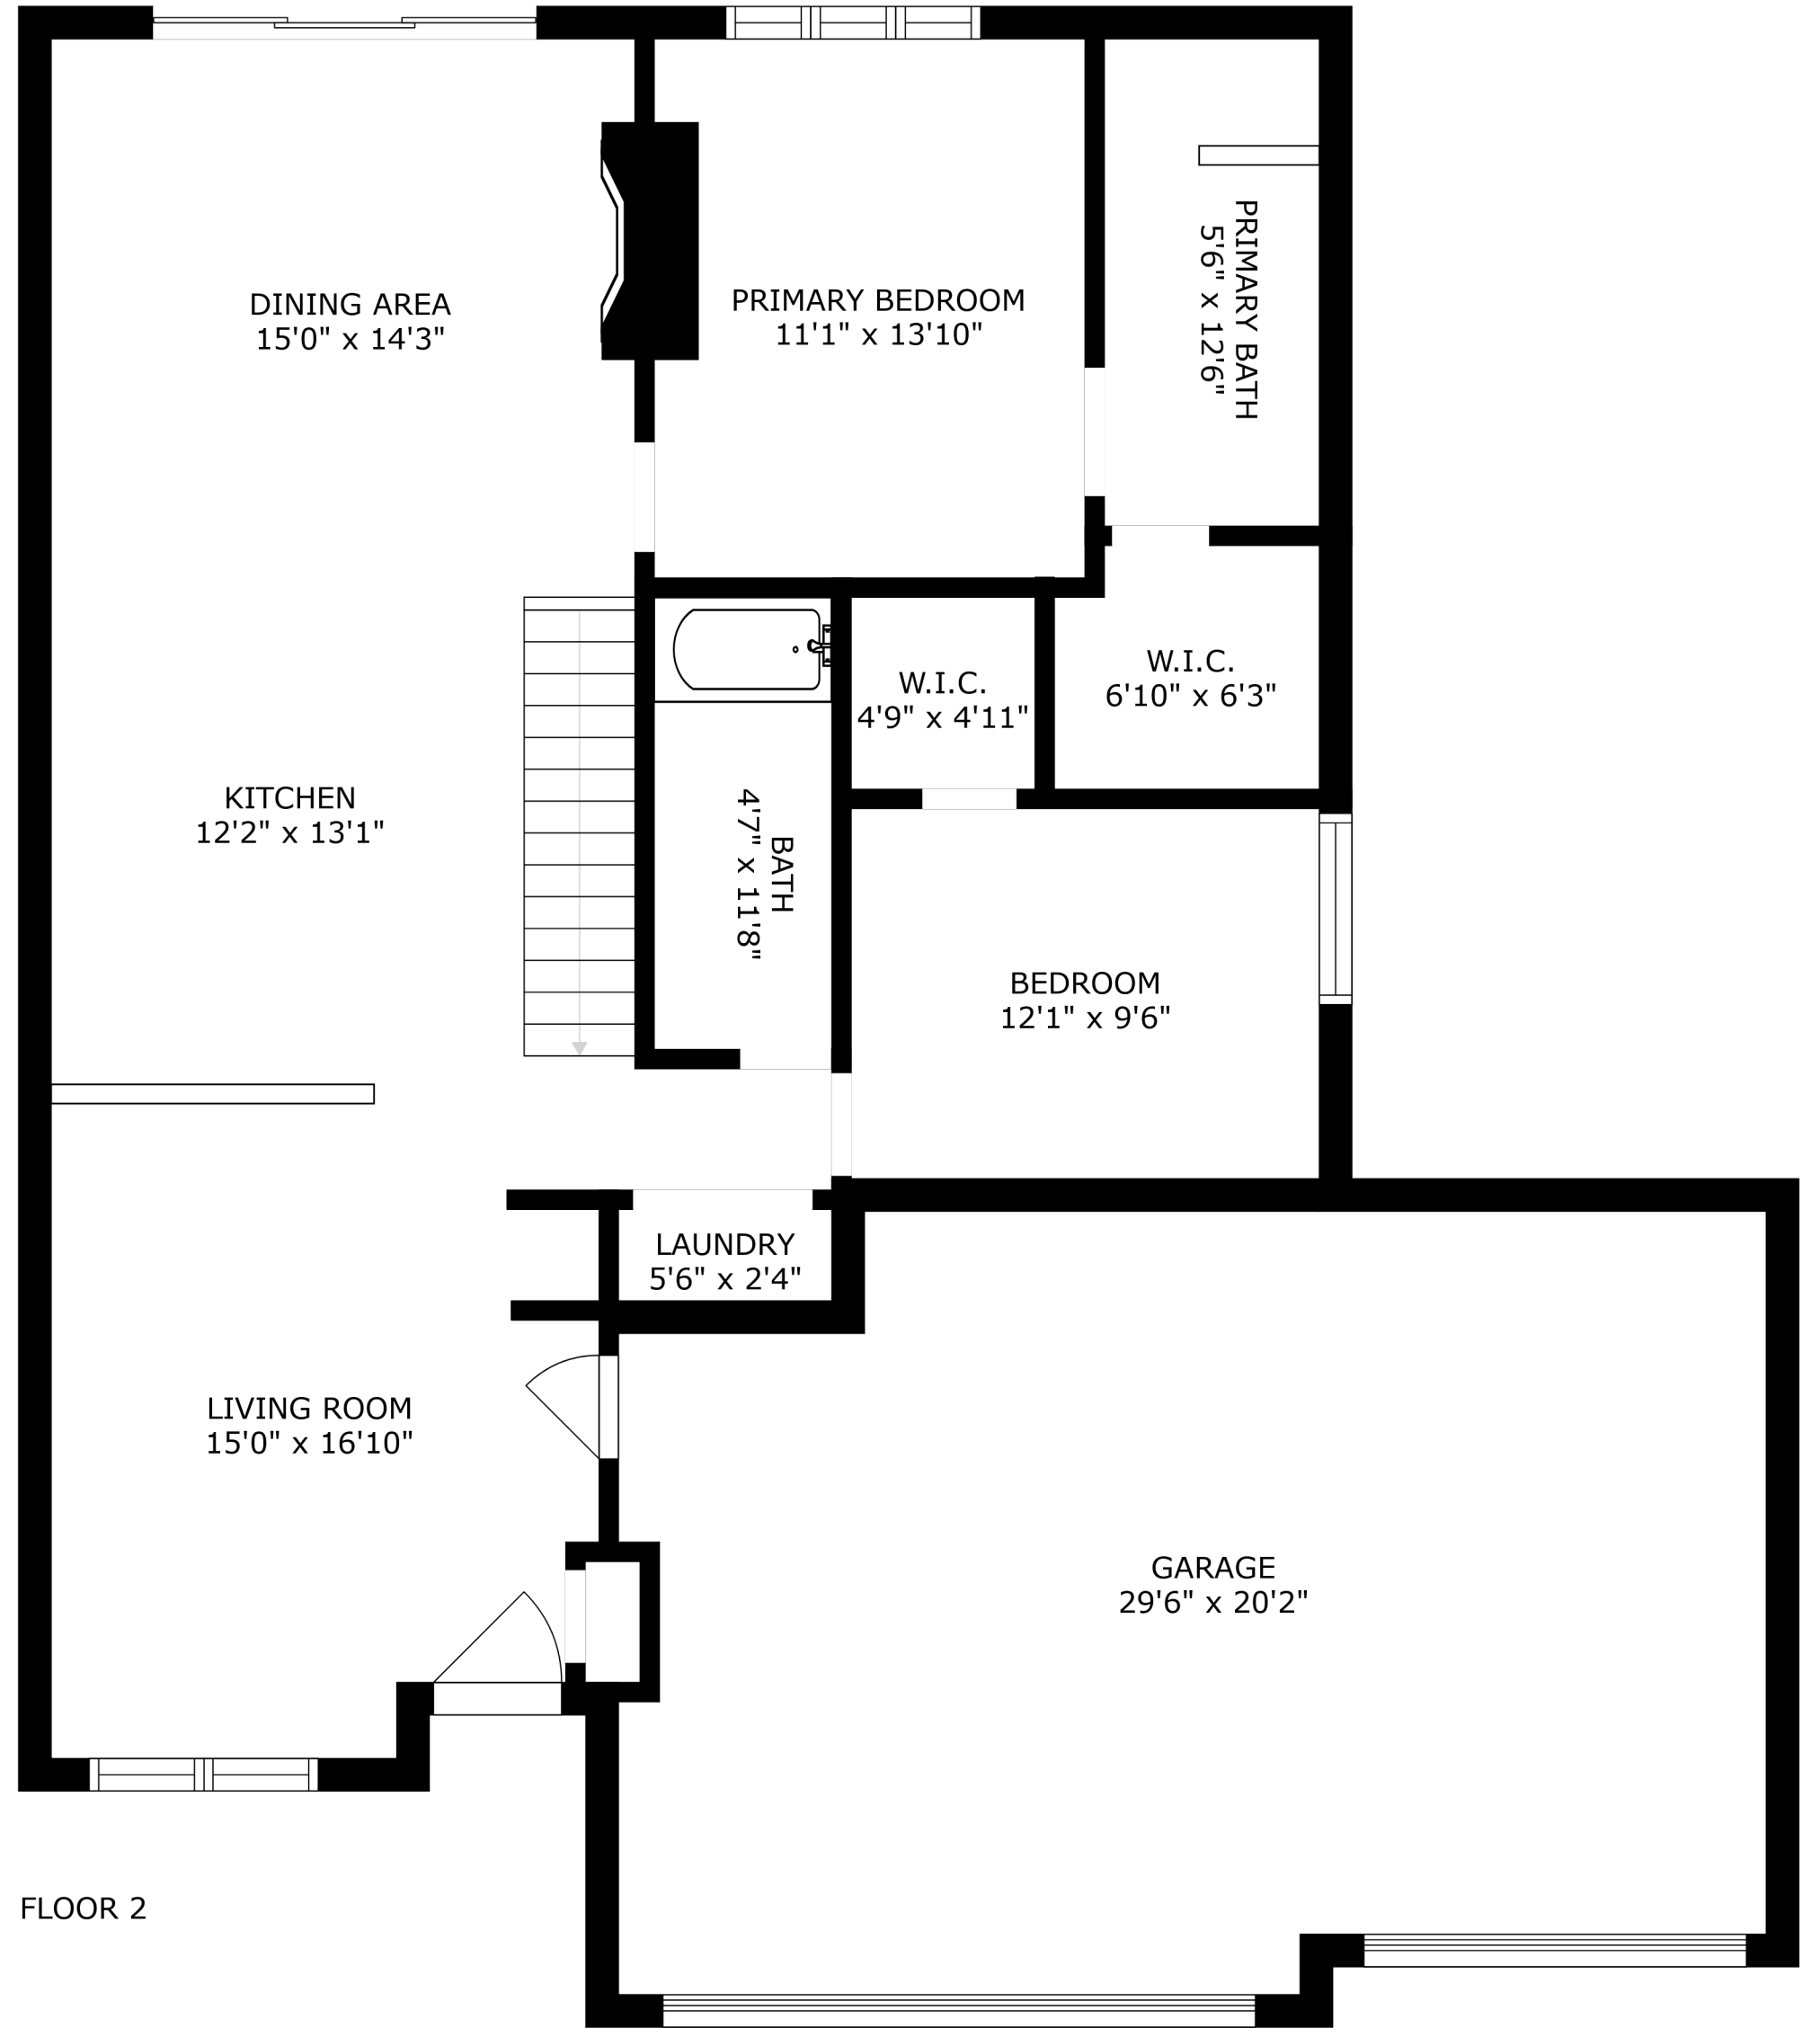 DINING AREA
15'0" x 14'3"
PRIMARY BEDROOM
11'1" x 13'10"
PRIMARY BATH
5'6" x 12'6"
W.I.C.
4'9" x 4'11"
W.I.C.
6'10" x 6'3"
KITCHEN
12'2" x 13'1"
BATH
4'7" x 11'8"
BEDROOM
12'1" x 9'6"
LAUNDRY
5'6" x 2'4"
LIVING ROOM
15'0" x 16'10"
GARAGE
29'6" x 20'2"
FLOOR 2